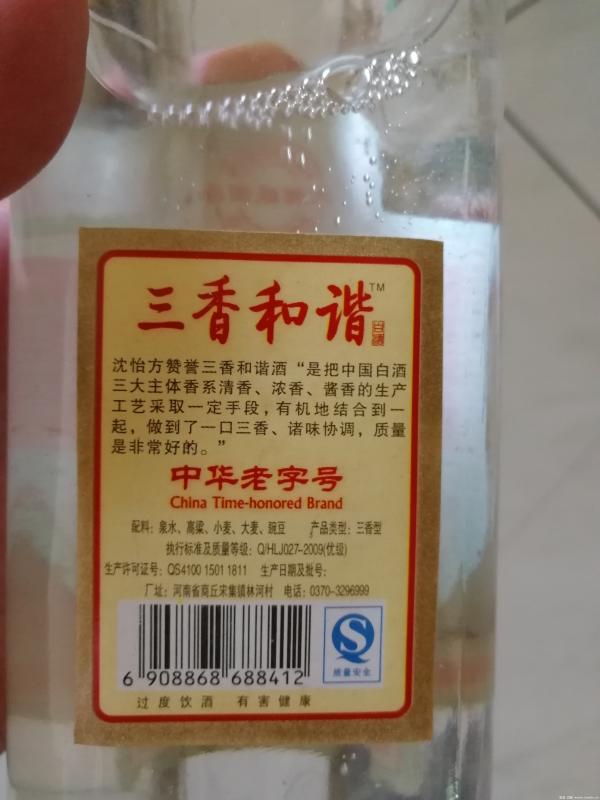 三香和谐™
沈怡方赞誉三香和谐酒“是把中国白酒
三大主体香系清香、浓香、酱香的生产
工艺采取一定手段,有机地结合到一
起,做到了一口三香、诸味协调,质量
是非常好的。”
中华老字号
China Time-honored Brand
配料:泉水、高粱、小麦、大麦、豌豆 产品类型:三香型
执行标准及质量等级:Q/HLJ027-2009(优级)
生产许可证号:QS4100 1501 1811 生产日期及批号:
厂址:河南省商丘宋集镇林河村 电话:0370-3296999
6 908868 688412
质量安全
过度饮酒 有害健康